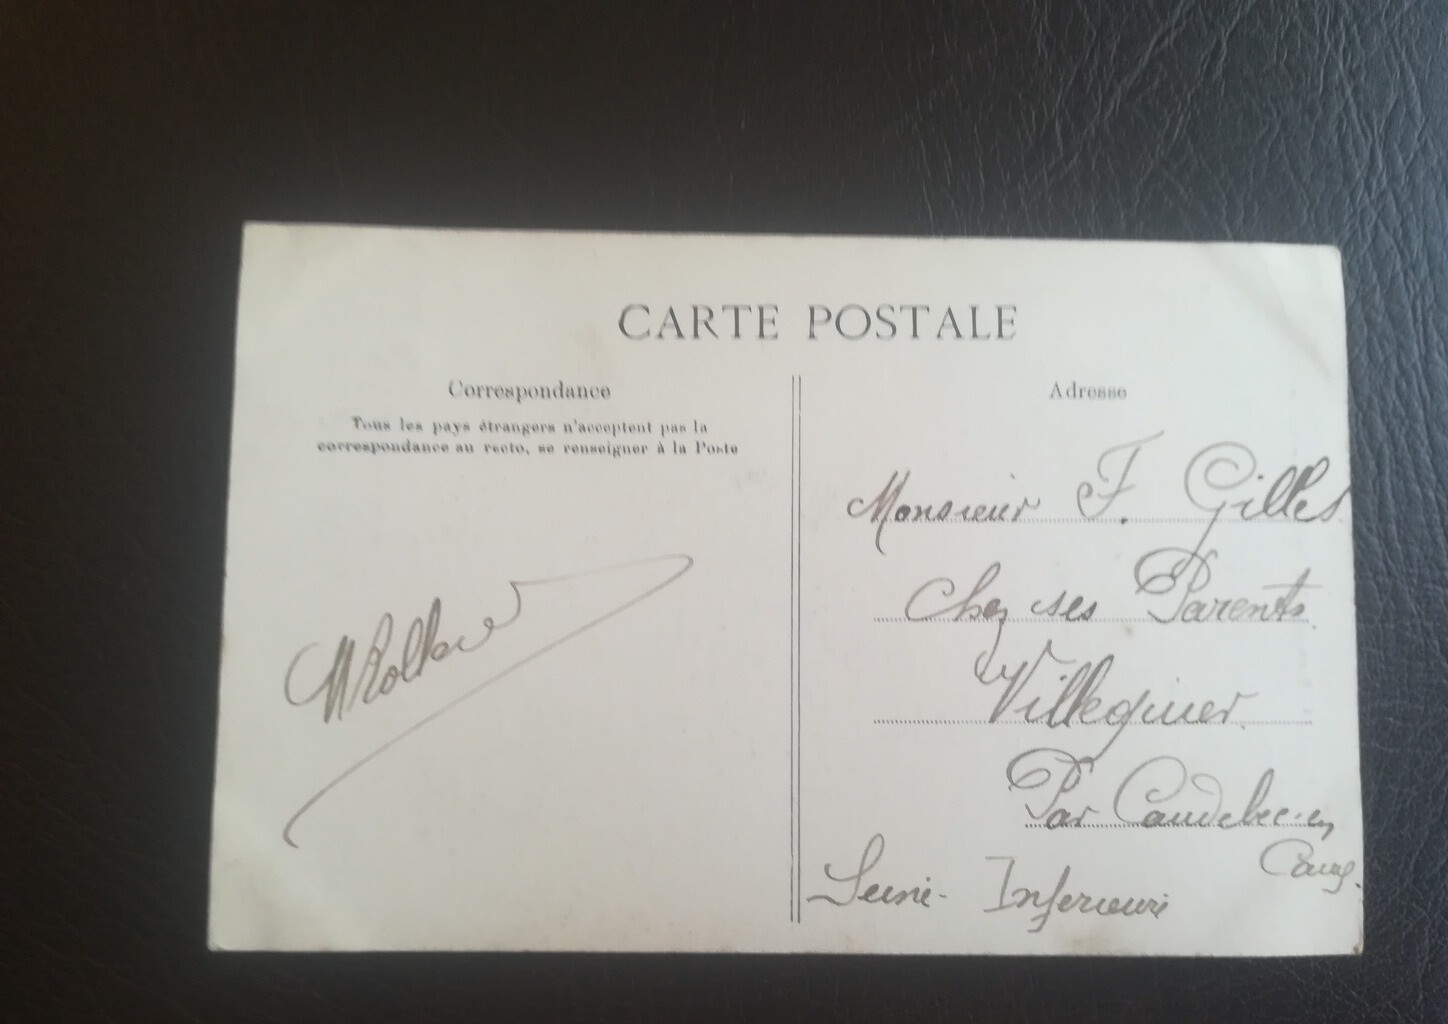 CARTE POSTALE
Correspondance
Tous les pays étrangers n'acceptent pas la
correspondance au recto, se renseigner à la Poste
Adresse
Monsieur F. Gilles
Chez ses Parents
Villequier
Par Caudebec-en
Caux.
Seine-Inferieure